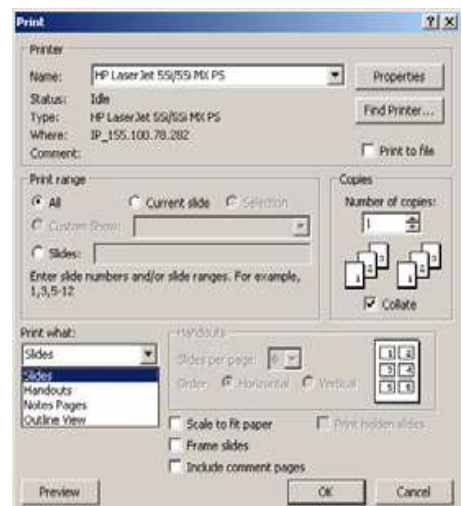 Print
Printer
Name: HP LaserJet 5Si/5Si MX PS Properties
Status: Idle
Type: HP LaserJet 5Si/5Si MX PS Find Printer...
Where: IP_155.100.78.282
Comment: Print to file
Print range Copies
All Current slide Selection Number of copies:
Custom Show: 1
Slides:
Enter slide numbers and/or slide ranges. For example,
1,3,5-12 Collate
Print what: Handouts
Slides Slides per page: 6
Slides Order: Horizontal Vertical
Handouts
Notes Pages
Outline View
1 2
3 4
5 6
Scale to fit paper Print hidden slides
Frame slides
Include comment pages
Preview OK Cancel